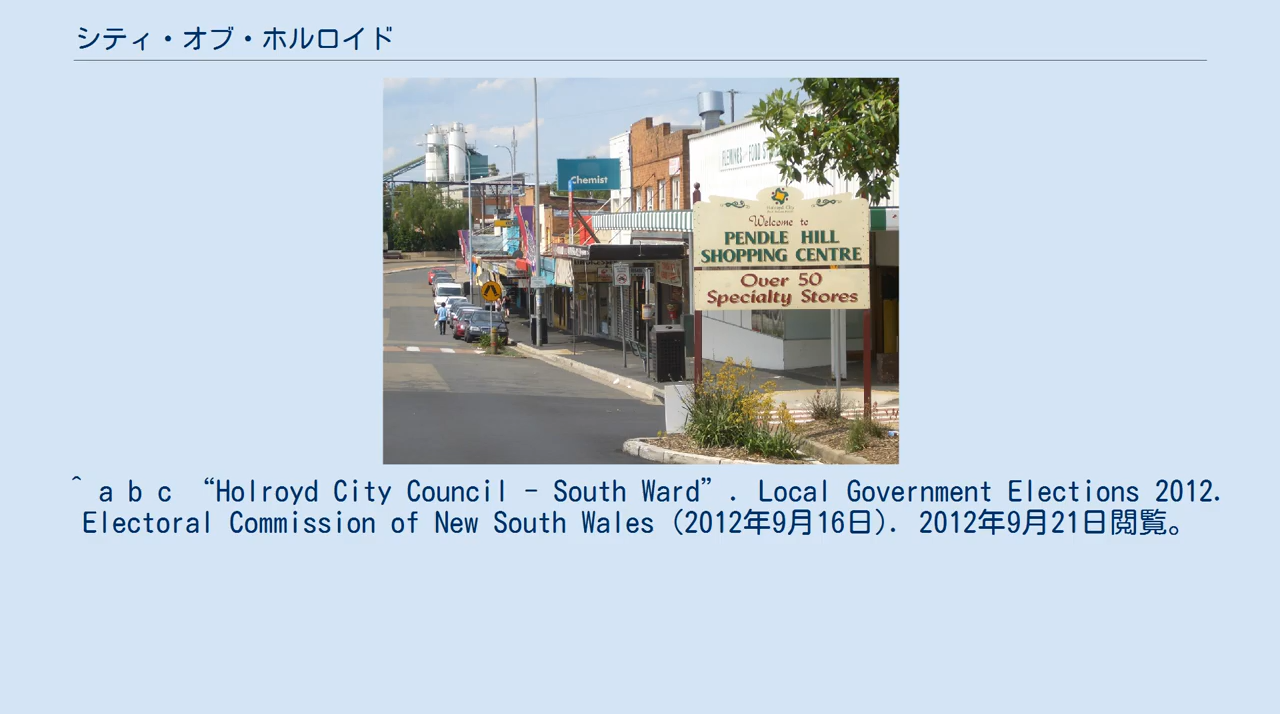 シティ・オブ・ホルロイド
Chemist
Holroyd City
Welcome to
PENDLE HILL
SHOPPING CENTRE
Over 50
Specialty Stores
^ a b c “Holroyd City Council - South Ward”. Local Government Elections 2012.
Electoral Commission of New South Wales (2012年9月16日). 2012年9月21日閲覧。